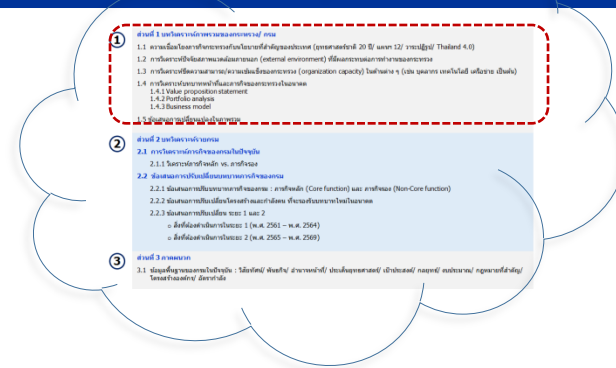 1
ส่วนที่ 1 บทวิเคราะห์ภาพรวมของกระทรวง/ กรม
1.1 ความเชื่อมโยงภารกิจกระทรวงกับนโยบายที่สำคัญของประเทศ (ยุทธศาสตร์ชาติ 20 ปี/ แผนฯ 12/ วาระปฏิรูป/ Thailand 4.0)
1.2 การวิเคราะห์ปัจจัยสภาพแวดล้อมภายนอก (external environment) ที่มีผลกระทบต่อการทำงานของกระทรวง
1.3 การวิเคราะห์ขีดความสามารถ/ความเข้มแข็งของกระทรวง (organization capacity) ในด้านต่าง ๆ (เช่น บุคลากร เทคโนโลยี เครือข่าย เป็นต้น)
1.4 การวิเคราะห์บทบาทหน้าที่และภารกิจของกระทรวงในอนาคต
1.4.1 Value proposition statement
1.4.2 Portfolio analysis
1.4.3 Business model
1.5 ข้อเสนอการเปลี่ยนแปลงในภาพรวม
2
ส่วนที่ 2 บทวิเคราะห์รายกรม
2.1 การวิเคราะห์ภารกิจของกรมในปัจจุบัน
2.1.1 วิเคราะห์ภารกิจหลัก vs. ภารกิจรอง
2.2 ข้อเสนอการปรับเปลี่ยนบทบาทภารกิจของกรม
2.2.1 ข้อเสนอการปรับบทบาทภารกิจของกรม : ภารกิจหลัก (Core function) และ ภารกิจรอง (Non-Core function)
2.2.2 ข้อเสนอการปรับเปลี่ยนโครงสร้างและกำลังคน ที่จะรองรับบทบาทใหม่ในอนาคต
2.2.3 ข้อเสนอการปรับเปลี่ยน ระยะ 1 และ 2
o สิ่งที่ต้องดำเนินการในระยะ 1 (พ.ศ. 2561 – พ.ศ. 2564)
o สิ่งที่ต้องดำเนินการในระยะ 2 (พ.ศ. 2565 – พ.ศ. 2569)
3
ส่วนที่ 3 ภาคผนวก
3.1 ข้อมูลพื้นฐานของกรมในปัจจุบัน : วิสัยทัศน์/ พันธกิจ/ อำนาจหน้าที่/ ประเด็นยุทธศาสตร์/ เป้าประสงค์/ กลยุทธ์/ งบประมาณ/ กฎหมายที่สำคัญ/
โครงสร้างองค์กร/ อัตรากำลัง